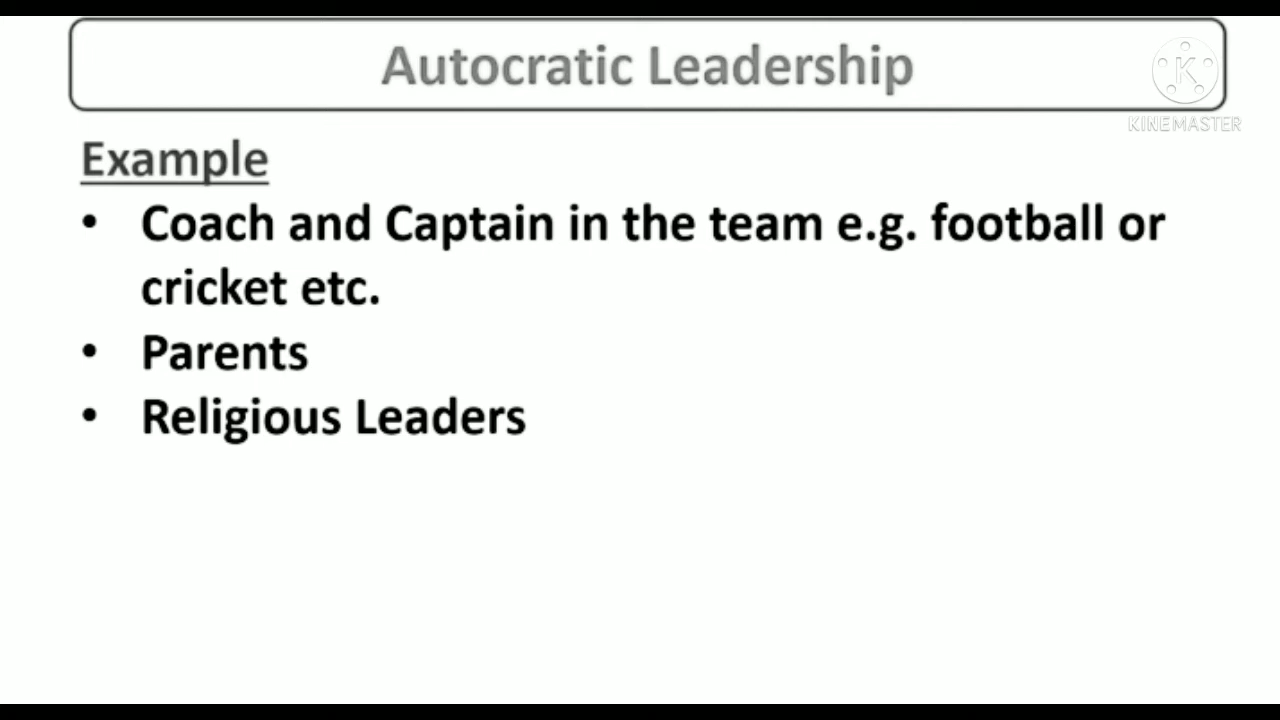 Autocratic Leadership
K
KINEMASTER
Example
• Coach and Captain in the team e.g. football or
cricket etc.
• Parents
• Religious Leaders